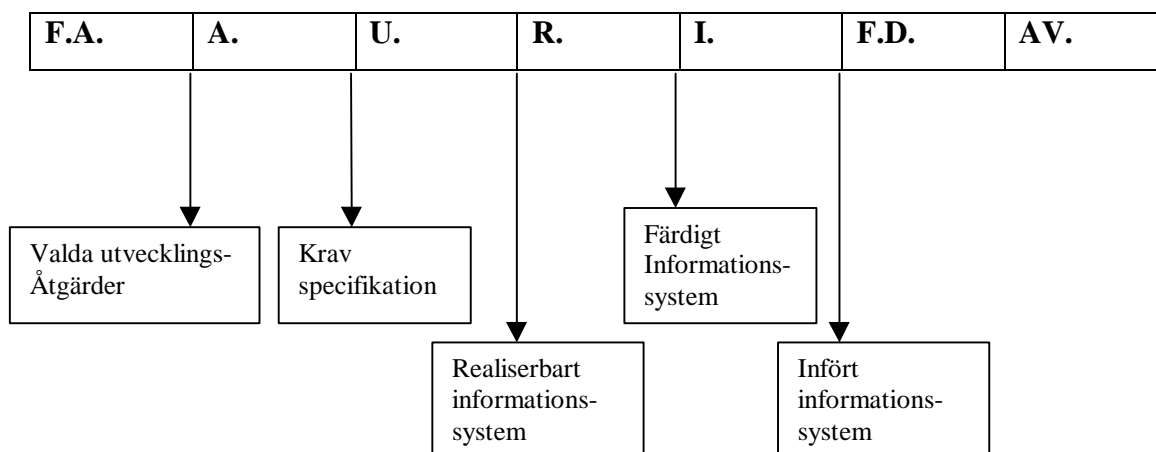 F.A. A. U. R. I. F.D. AV.
Valda utvecklings-
Åtgärder
Krav
specifikation
Färdigt
Informations-
system
Realiserbart
informations-
system
Infört
informations-
system